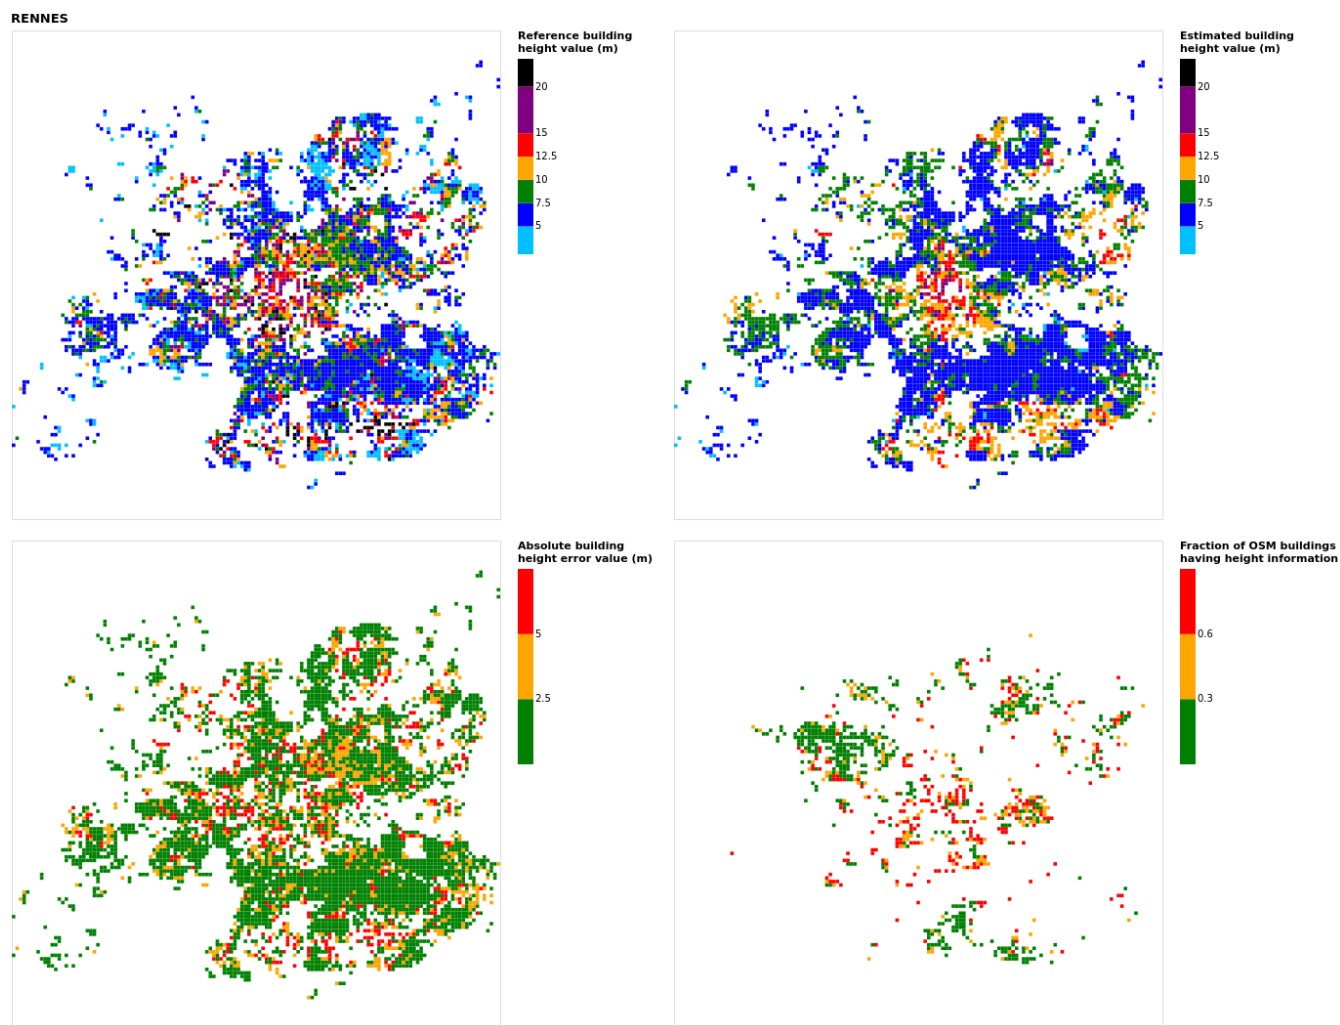 RENNES
Reference building
height value (m)
20
15
12.5
10
7.5
5
Estimated building
height value (m)
20
15
12.5
10
7.5
5
Absolute building
height error value (m)
5
2.5
Fraction of OSM buildings
having height information
0.6
0.3